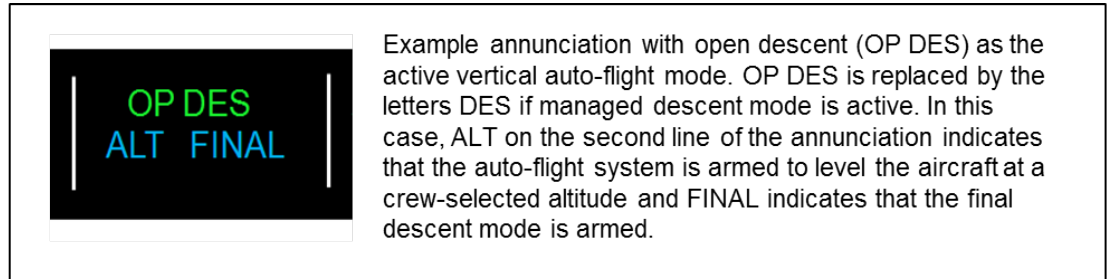 OP DES
ALT FINAL
Example annunciation with open descent (OP DES) as the
active vertical auto-flight mode. OP DES is replaced by the
letters DES if managed descent mode is active. In this
case, ALT on the second line of the annunciation indicates
that the auto-flight system is armed to level the aircraft at a
crew-selected altitude and FINAL indicates that the final
descent mode is armed.